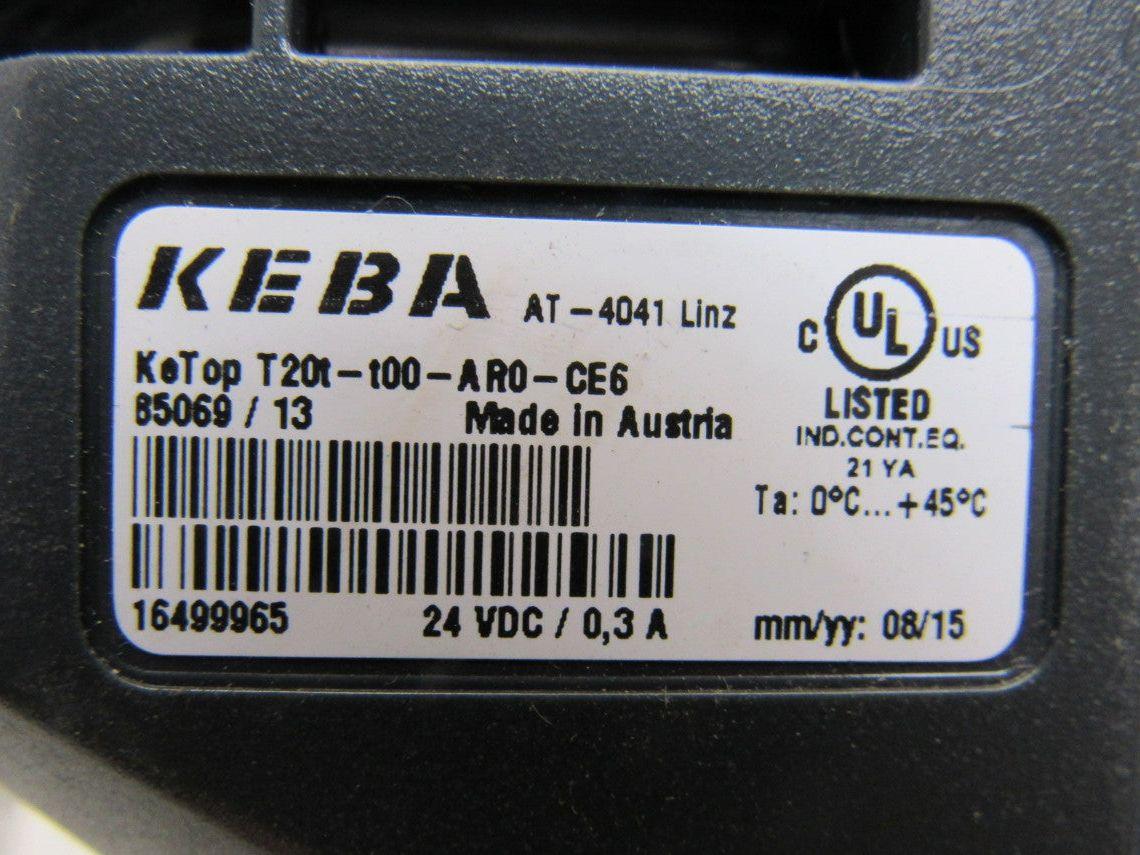 KEBA AT-4041 Linz
KeTop T20t-t00-AR0-CE6
85069 / 13 Made in Austria
C UL US
LISTED
IND.CONT.EQ.
21 YA
Ta: 0°C...+45°C
16499965 24 VDC / 0,3 A mm/yy: 08/15